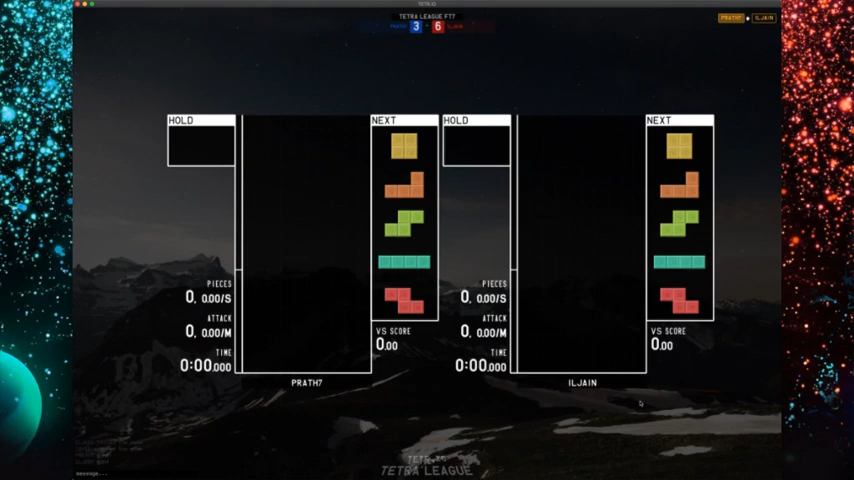 TETR.IO
TETRA LEAGUE FT7
PRATH7 3 - 6 ILJAIN
PRATH7 ILJAIN
HOLD
NEXT
HOLD
NEXT
PIECES
0, 0.00/S
ATTACK
0, 0.00/M
TIME
0:00.000
VS SCORE
0.00
PIECES
0, 0.00/S
ATTACK
0, 0.00/M
TIME
0:00.000
VS SCORE
0.00
PRATH7
ILJAIN
TETRA LEAGUE
message...